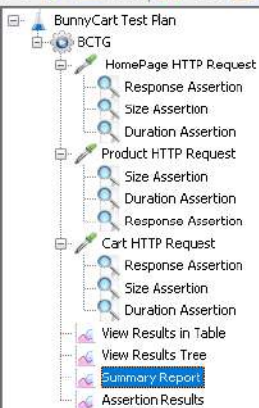 BunnyCart Test Plan
BCTG
HomePage HTTP Request
Response Assertion
Size Assertion
Duration Assertion
Product HTTP Request
Size Assertion
Duration Assertion
Response Assertion
Cart HTTP Request
Response Assertion
Size Assertion
Duration Assertion
View Results in Table
View Results Tree
Summary Report
Assertion Results